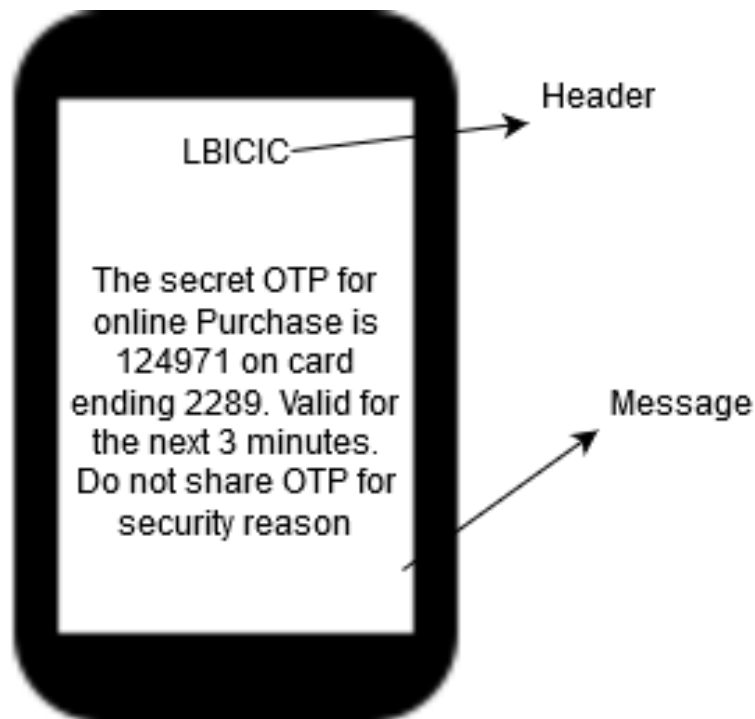 Header
LBICIC
The secret OTP for
online Purchase is
124971 on card
ending 2289. Valid for
the next 3 minutes.
Do not share OTP for
security reason
Message